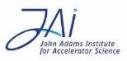 JAI
John Adams Institute
for Accelerator Science